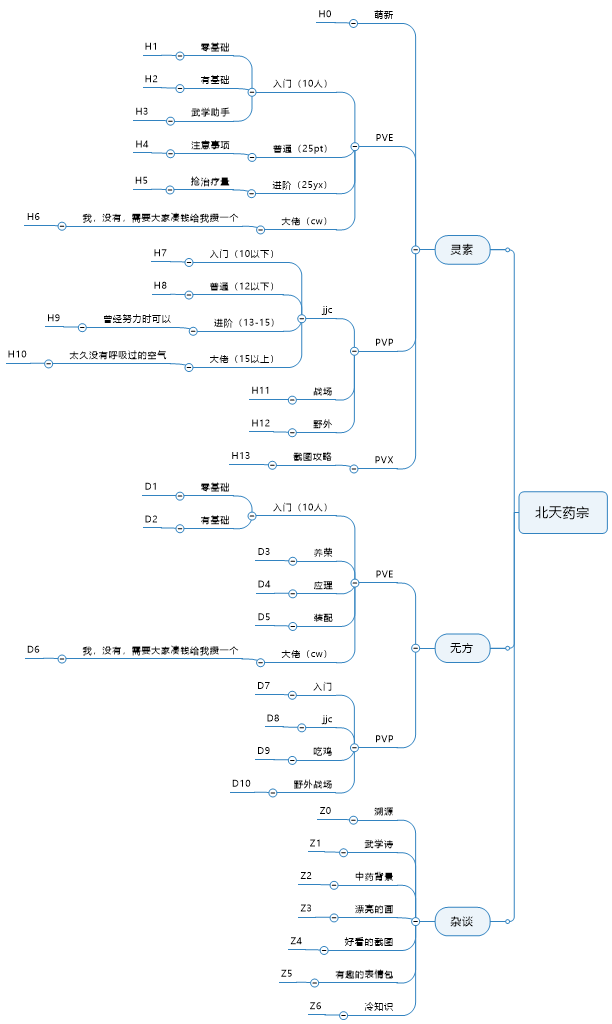 H0 萌新
H1 零基础
H2 有基础
入门（10人）
H3 武学助手
PVE
H4 注意事项 普通（25pt）
H5 抢治疗量 进阶（25yx）
H6 我，没有，需要大家凑钱给我摸一个 大佬（cw）
灵素
H7 入门（10以下）
H8 普通（12以下）
jjc
H9 曾经努力时可以 进阶（13-15）
PVP
H10 太久没有呼吸过的空气 大佬（15以上）
H11 战场
H12 野外
H13 截图攻略 PVX
D1 零基础
入门（10人）
北天药宗
D2 有基础
D3 养荣
PVE
D4 应理
D5 装配
无方
D6 我，没有，需要大家凑钱给我摸一个 大佬（cw）
D7 入门
D8 jjc
PVP
D9 吃鸡
D10 野外战场
Z0 溯源
Z1 武学诗
Z2 中药背景
Z3 漂亮的画
杂谈
Z4 好看的截图
Z5 有趣的表情包
Z6 冷知识